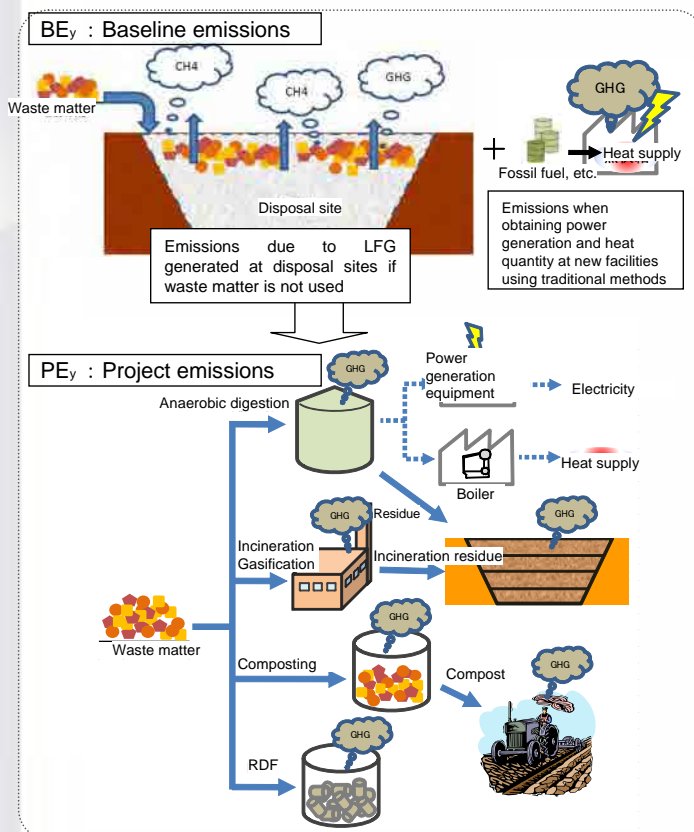 BEy : Baseline emissions
CH4
CH4
GHG
GHG
Waste matter
+
Heat supply
Fossil fuel, etc.
Disposal site
Emissions due to LFG
generated at disposal sites if
waste matter is not used
Emissions when
obtaining power
generation and heat
quantity at new facilities
using traditional methods
PEy : Project emissions
GHG
Power
generation
equipment
Electricity
Anaerobic digestion
Boiler
Heat supply
GHG
Residue
GHG
Incineration
Gasification
Incineration residue
Waste matter
GHG
Composting
Compost
GHG
RDF
GHG